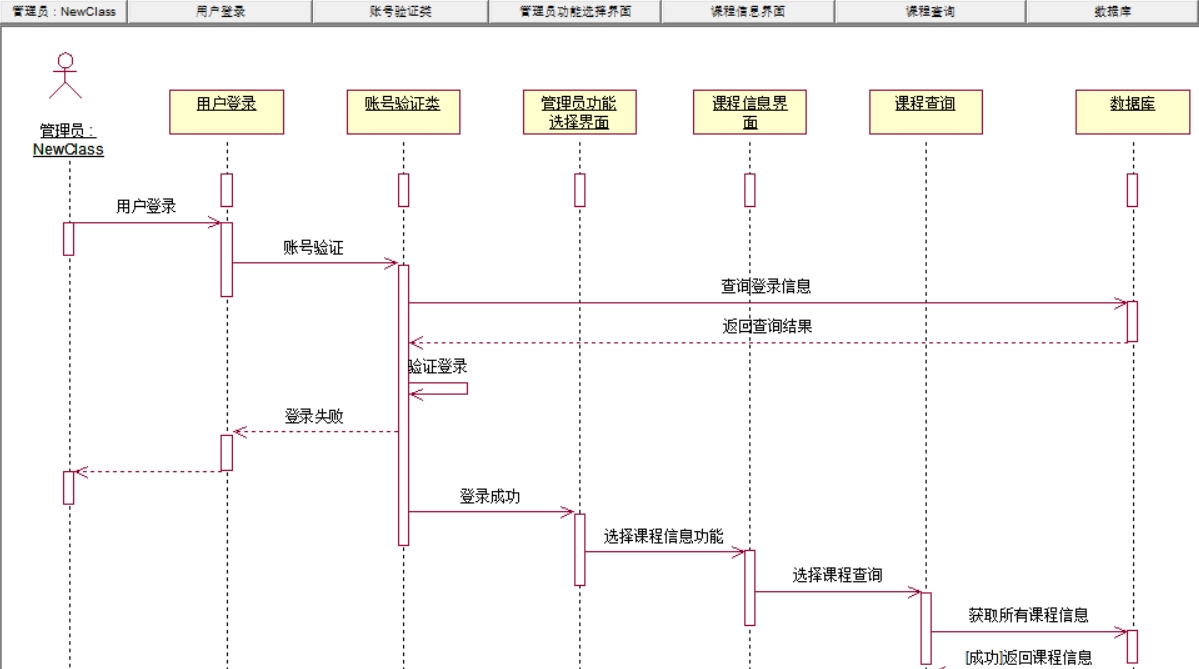 管理员：NewClass
用户登录
账号验证类
管理员功能选择界面
课程信息界面
课程查询
数据库
管理员：
NewClass
用户登录
账号验证类
管理员功能
选择界面
课程信息界
面
课程查询
数据库
用户登录
账号验证
查询登录信息
返回查询结果
验证登录
登录失败
登录成功
选择课程信息功能
选择课程查询
获取所有课程信息
[成功]返回课程信息